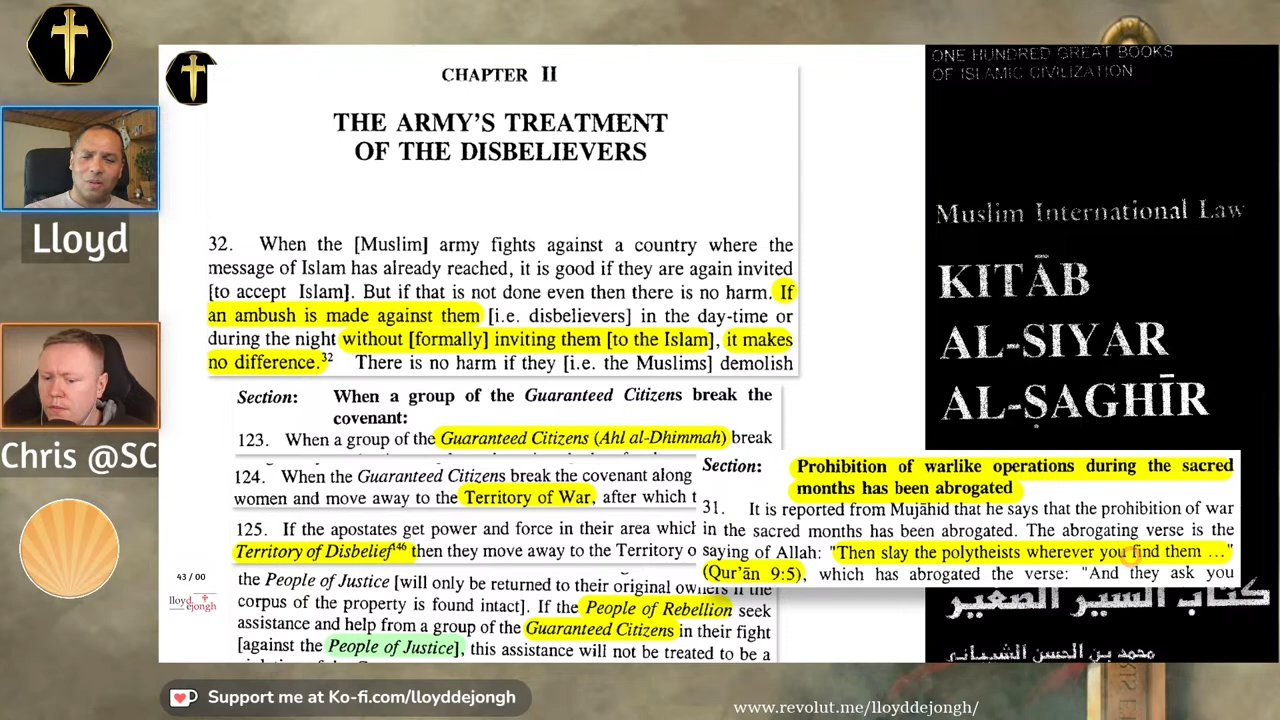 CHAPTER II
THE ARMY'S TREATMENT
OF THE DISBELIEVERS
32. When the [Muslim] army fights against a country where the
message of Islam has already reached, it is good if they are again invited
[to accept Islam]. But if that is not done even then there is no harm. If
an ambush is made against them [i.e. disbelievers] in the day-time or
during the night without [formally] inviting them [to the Islam], it makes
no difference.32 There is no harm if they [i.e. the Muslims] demolish
Section: When a group of the Guaranteed Citizens break the
covenant:
123. When a group of the Guaranteed Citizens (Ahl al-Dhimmah) break
124. When the Guaranteed Citizens break the covenant along
women and move away to the Territory of War, after which t
125. If the apostates get power and force in their area which
Territory of Disbelief146 then they move away to the Territory o
the People of Justice [will only be returned to their original owners if the
corpus of the property is found intact]. If the People of Rebellion seek
assistance and help from a group of the Guaranteed Citizens in their fight
[against the People of Justice], this assistance will not be treated to be a
Section: Prohibition of warlike operations during the sacred
months has been abrogated
31. It is reported from Mujāhid that he says that the prohibition of war
in the sacred months has been abrogated. The abrogating verse is the
saying of Allah: "Then slay the polytheists wherever you find them ..."
(Qur'ān 9:5), which has abrogated the verse: "And they ask you
ONE HUNDRED GREAT BOOKS
OF ISLAMIC CIVILIZATION
Muslim International Law
KITĀB
AL-SIYAR
AL-ṢAGHĪR
كتاب السير الصغير
محمد بن الحسن الشيباني
Lloyd
Chris @SC
43 / 00
lloyd
dejongh
Support me at Ko-fi.com/lloyddejongh
www.revolut.me/lloyddejongh/